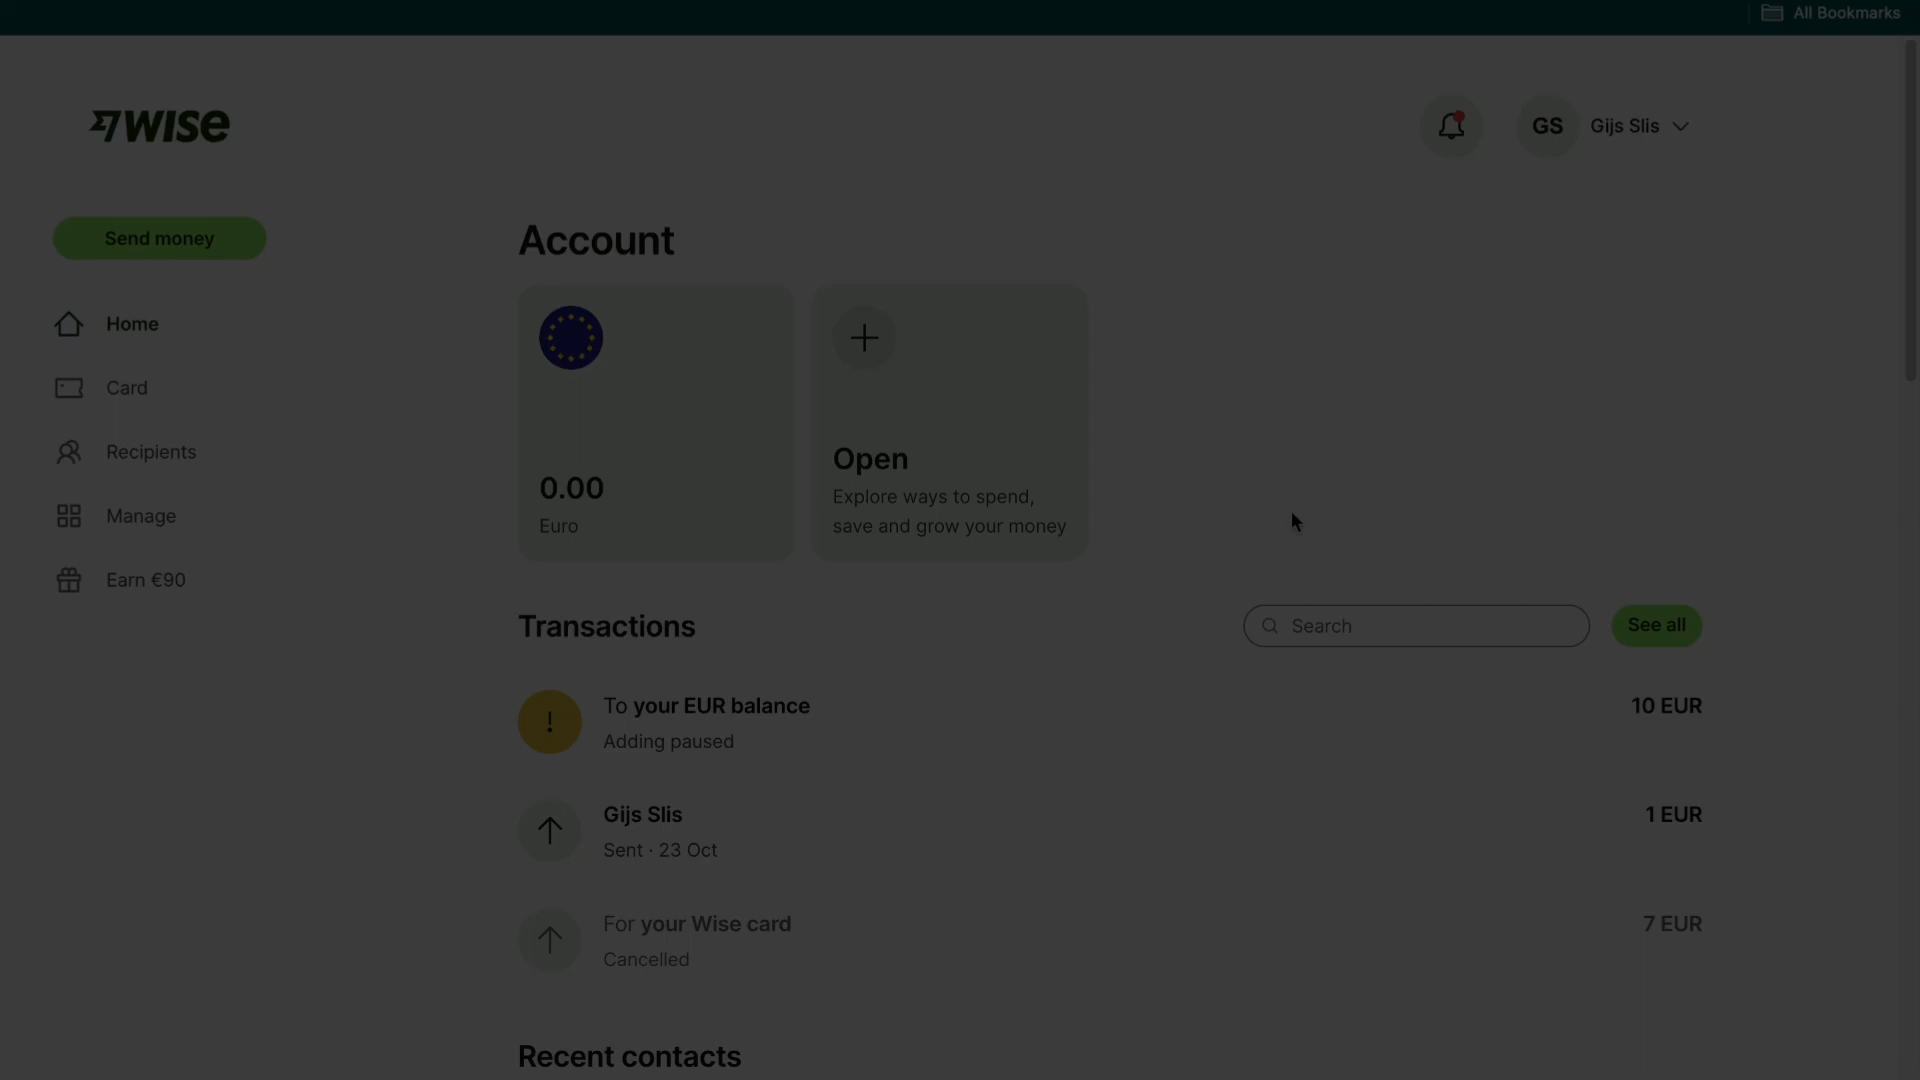 All Bookmarks
7WISE
GS
Gijs Slis
Send money
Home
Card
Recipients
Manage
Earn €90
Account
0.00
Euro
Open
Explore ways to spend,
save and grow your money
Transactions
Search
See all
To your EUR balance
10 EUR
Adding paused
Gijs Slis
1 EUR
Sent · 23 Oct
For your Wise card
7 EUR
Cancelled
Recent contacts